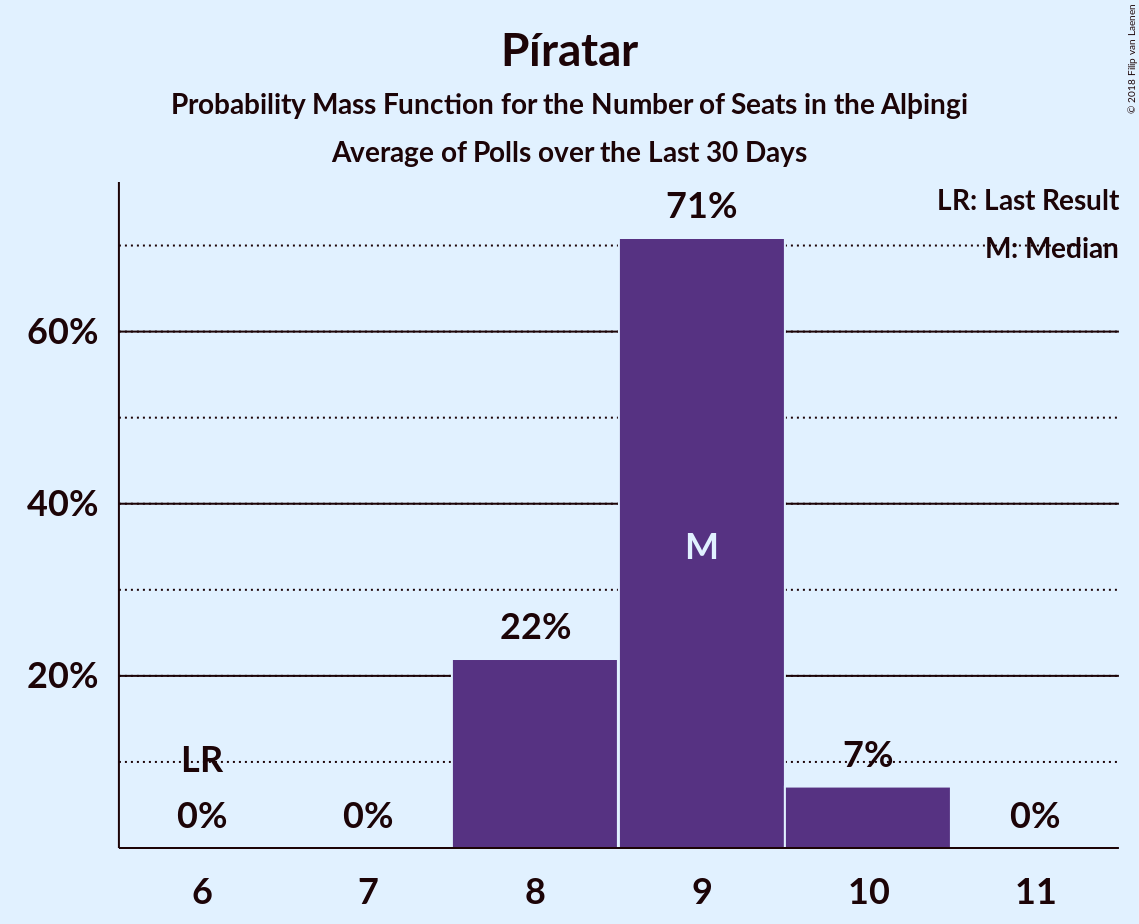 Píratar
Probability Mass Function for the Number of Seats in the Alþingi
Average of Polls over the Last 30 Days
© 2018 Filip van Laenen
LR: Last Result
M: Median
71%
60%
M
40%
22%
20%
LR
7%
0%
0%
0%
6
7
8
9
10
11